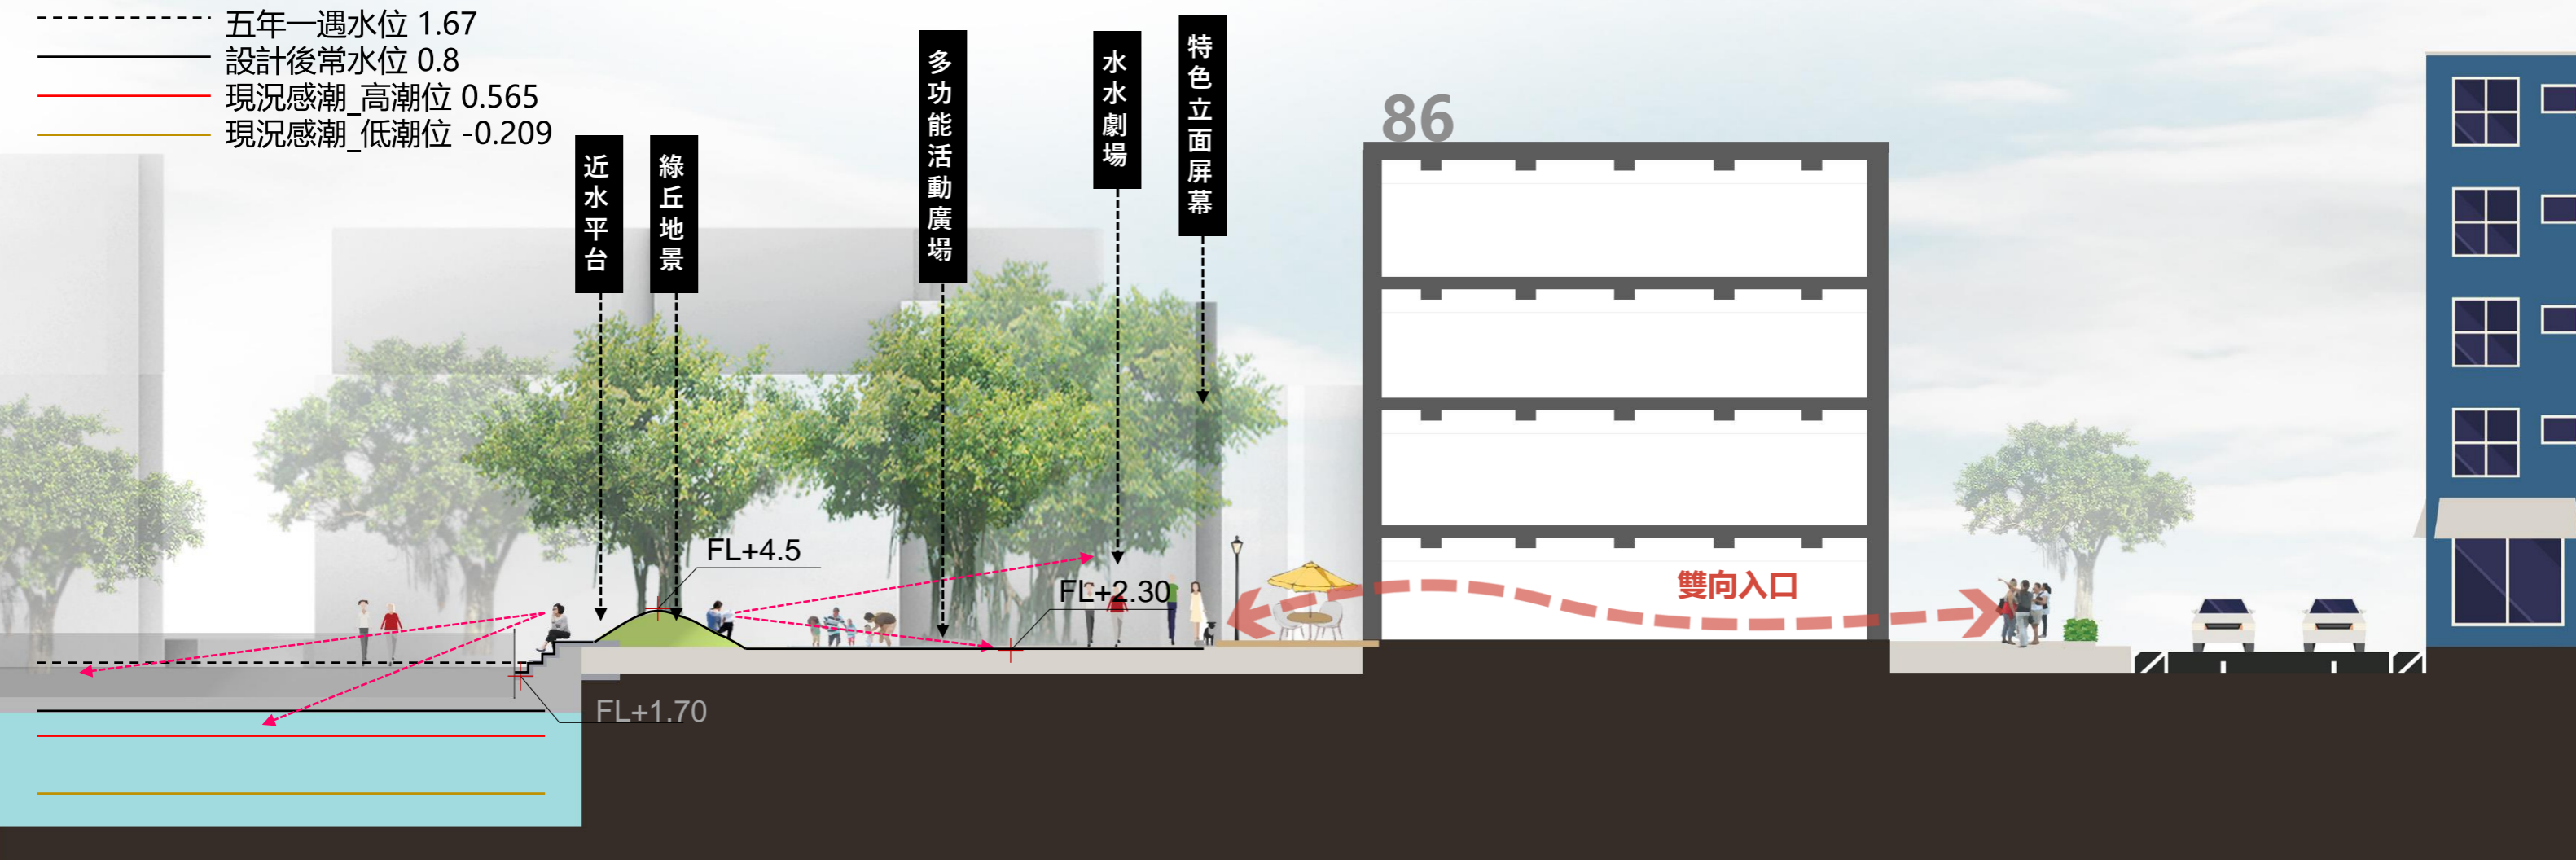 五年一遇水位 1.67
設計後常水位 0.8
現況感潮_高潮位 0.565
現況感潮_低潮位 -0.209
近水平台
綠丘地景
多功能活動廣場
水水劇場
特色立面屏幕
86
FL+4.5
FL+2.30
雙向入口
FL+1.70